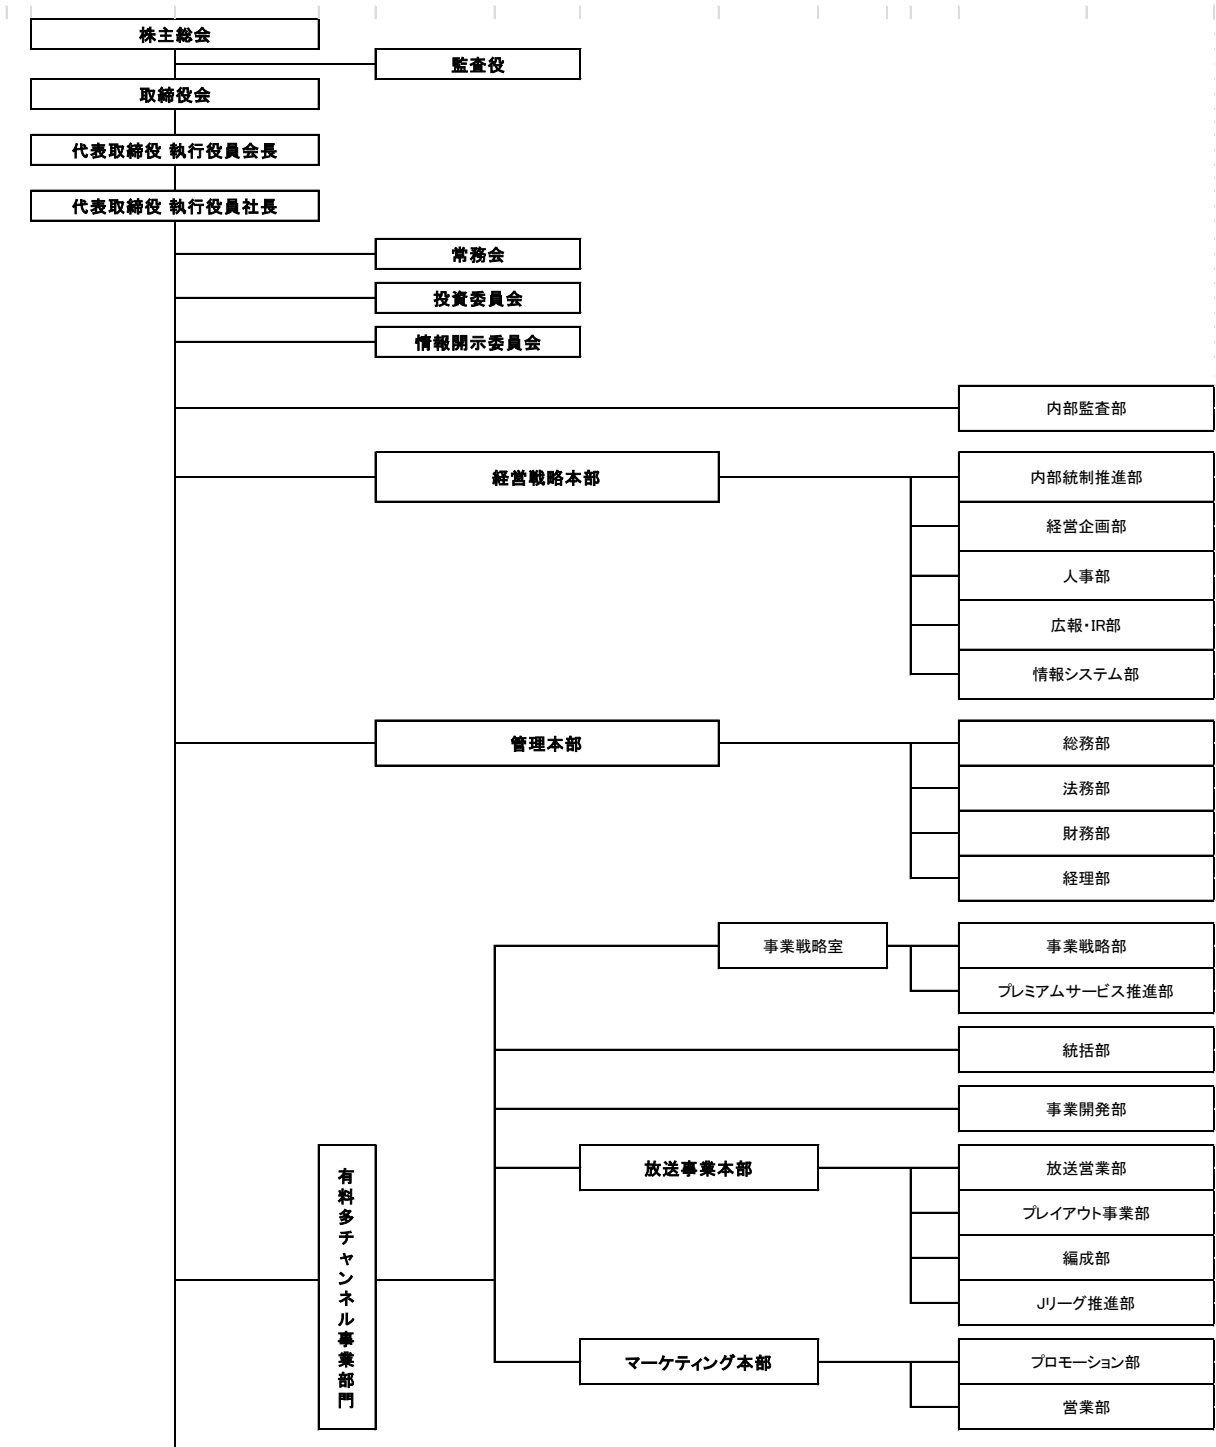 株主総会
監査役
取締役会
代表取締役 執行役員会長
代表取締役 執行役員社長
常務会
投資委員会
情報開示委員会
内部監査部
経営戦略本部
内部統制推進部
経営企画部
人事部
広報・IR部
情報システム部
管理本部
総務部
法務部
財務部
経理部
事業戦略室
事業戦略部
プレミアムサービス推進部
統括部
事業開発部
有料多チャンネル事業部門
放送事業本部
放送営業部
プレイアウト事業部
編成部
Jリーグ推進部
マーケティング本部
プロモーション部
営業部